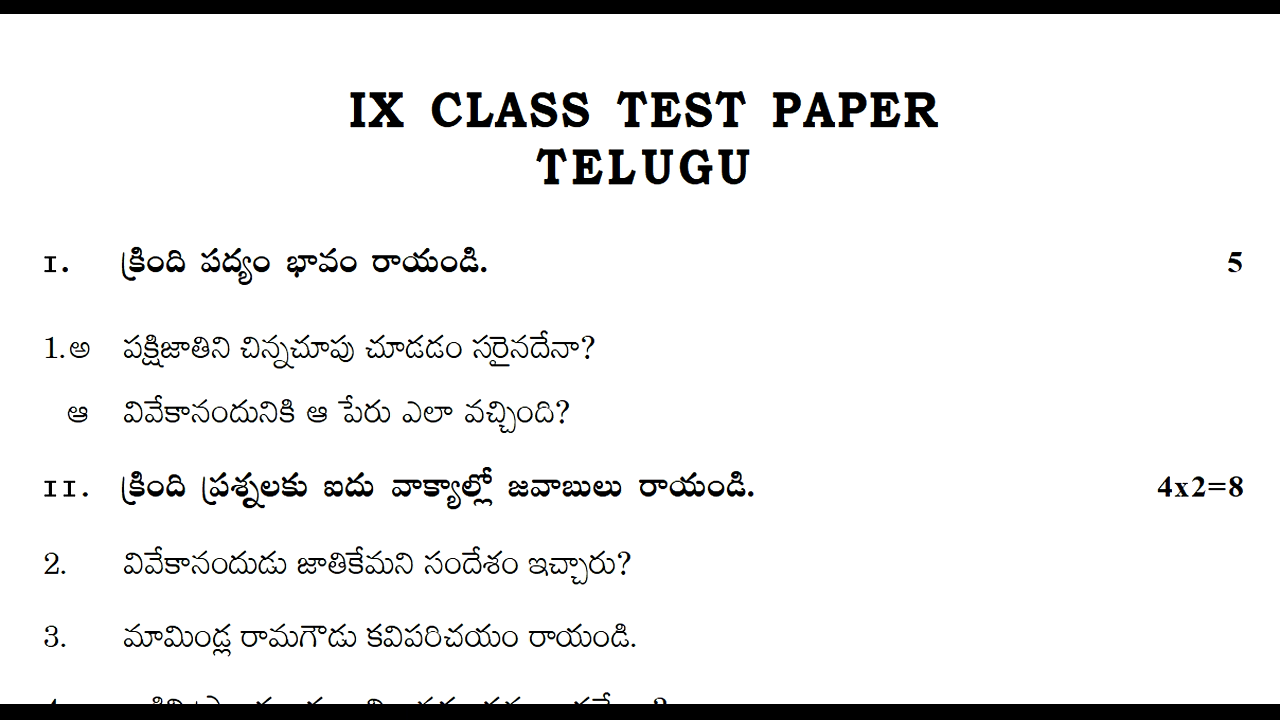 IX CLASS TEST PAPER
TELUGU
I. క్రింది పద్యం భావం రాయండి. 5
1.అ పక్షిజాతిని చిన్నచూపు చూడడం సరైనదేనా?
ఆ వివేకానందునికి ఆ పేరు ఎలా వచ్చింది?
II. క్రింది ప్రశ్నలకు ఐదు వాక్యాల్లో జవాబులు రాయండి. 4x2=8
2. వివేకానందుడు జాతికేమని సందేశం ఇచ్చారు?
3. మామిండ్ల రామగౌడు కవిపరిచయం రాయండి.